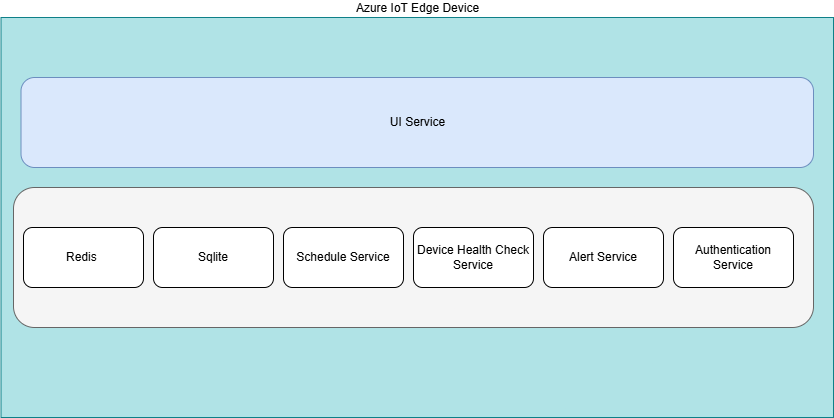 Azure IoT Edge Device
UI Service
Redis
Sqlite
Schedule Service
Device Health Check
Service
Alert Service
Authentication
Service